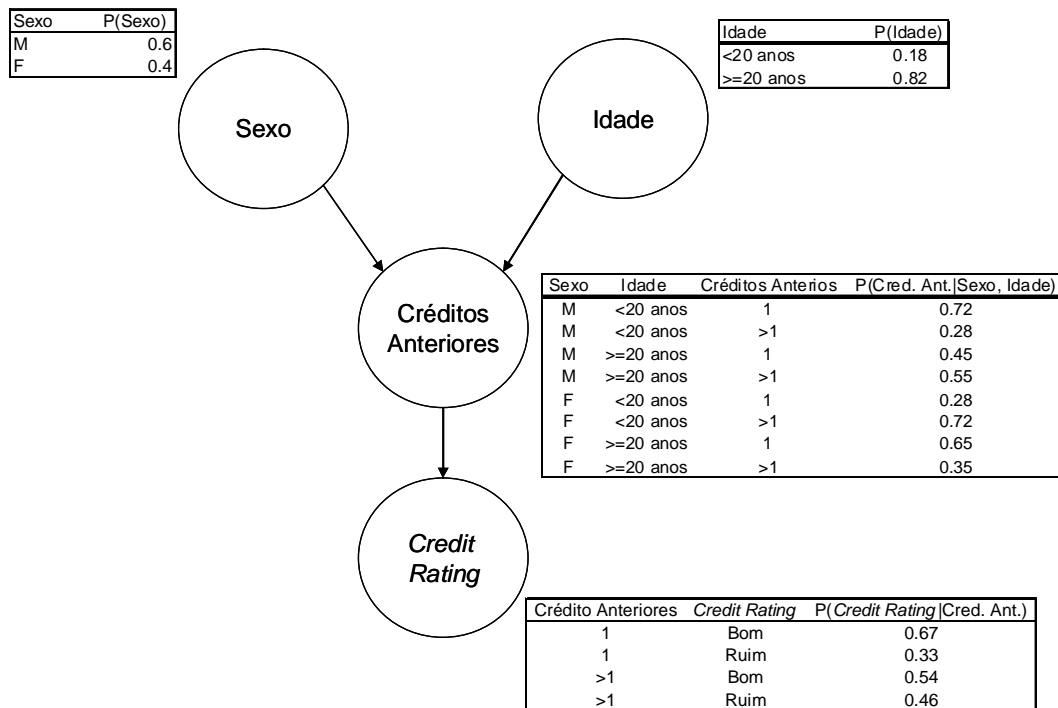 Sexo P(Sexo)
M 0.6
F 0.4
Idade P(Idade)
<20 anos 0.18
>=20 anos 0.82
Sexo
Idade
Créditos
Anteriores
Sexo Idade Créditos Anterios P(Cred. Ant.|Sexo, Idade)
M <20 anos 1 0.72
M <20 anos >1 0.28
M >=20 anos 1 0.45
M >=20 anos >1 0.55
F <20 anos 1 0.28
F <20 anos >1 0.72
F >=20 anos 1 0.65
F >=20 anos >1 0.35
Credit
Rating
Crédito Anteriores Credit Rating P(Credit Rating|Cred. Ant.)
1 Bom 0.67
1 Ruim 0.33
>1 Bom 0.54
>1 Ruim 0.46